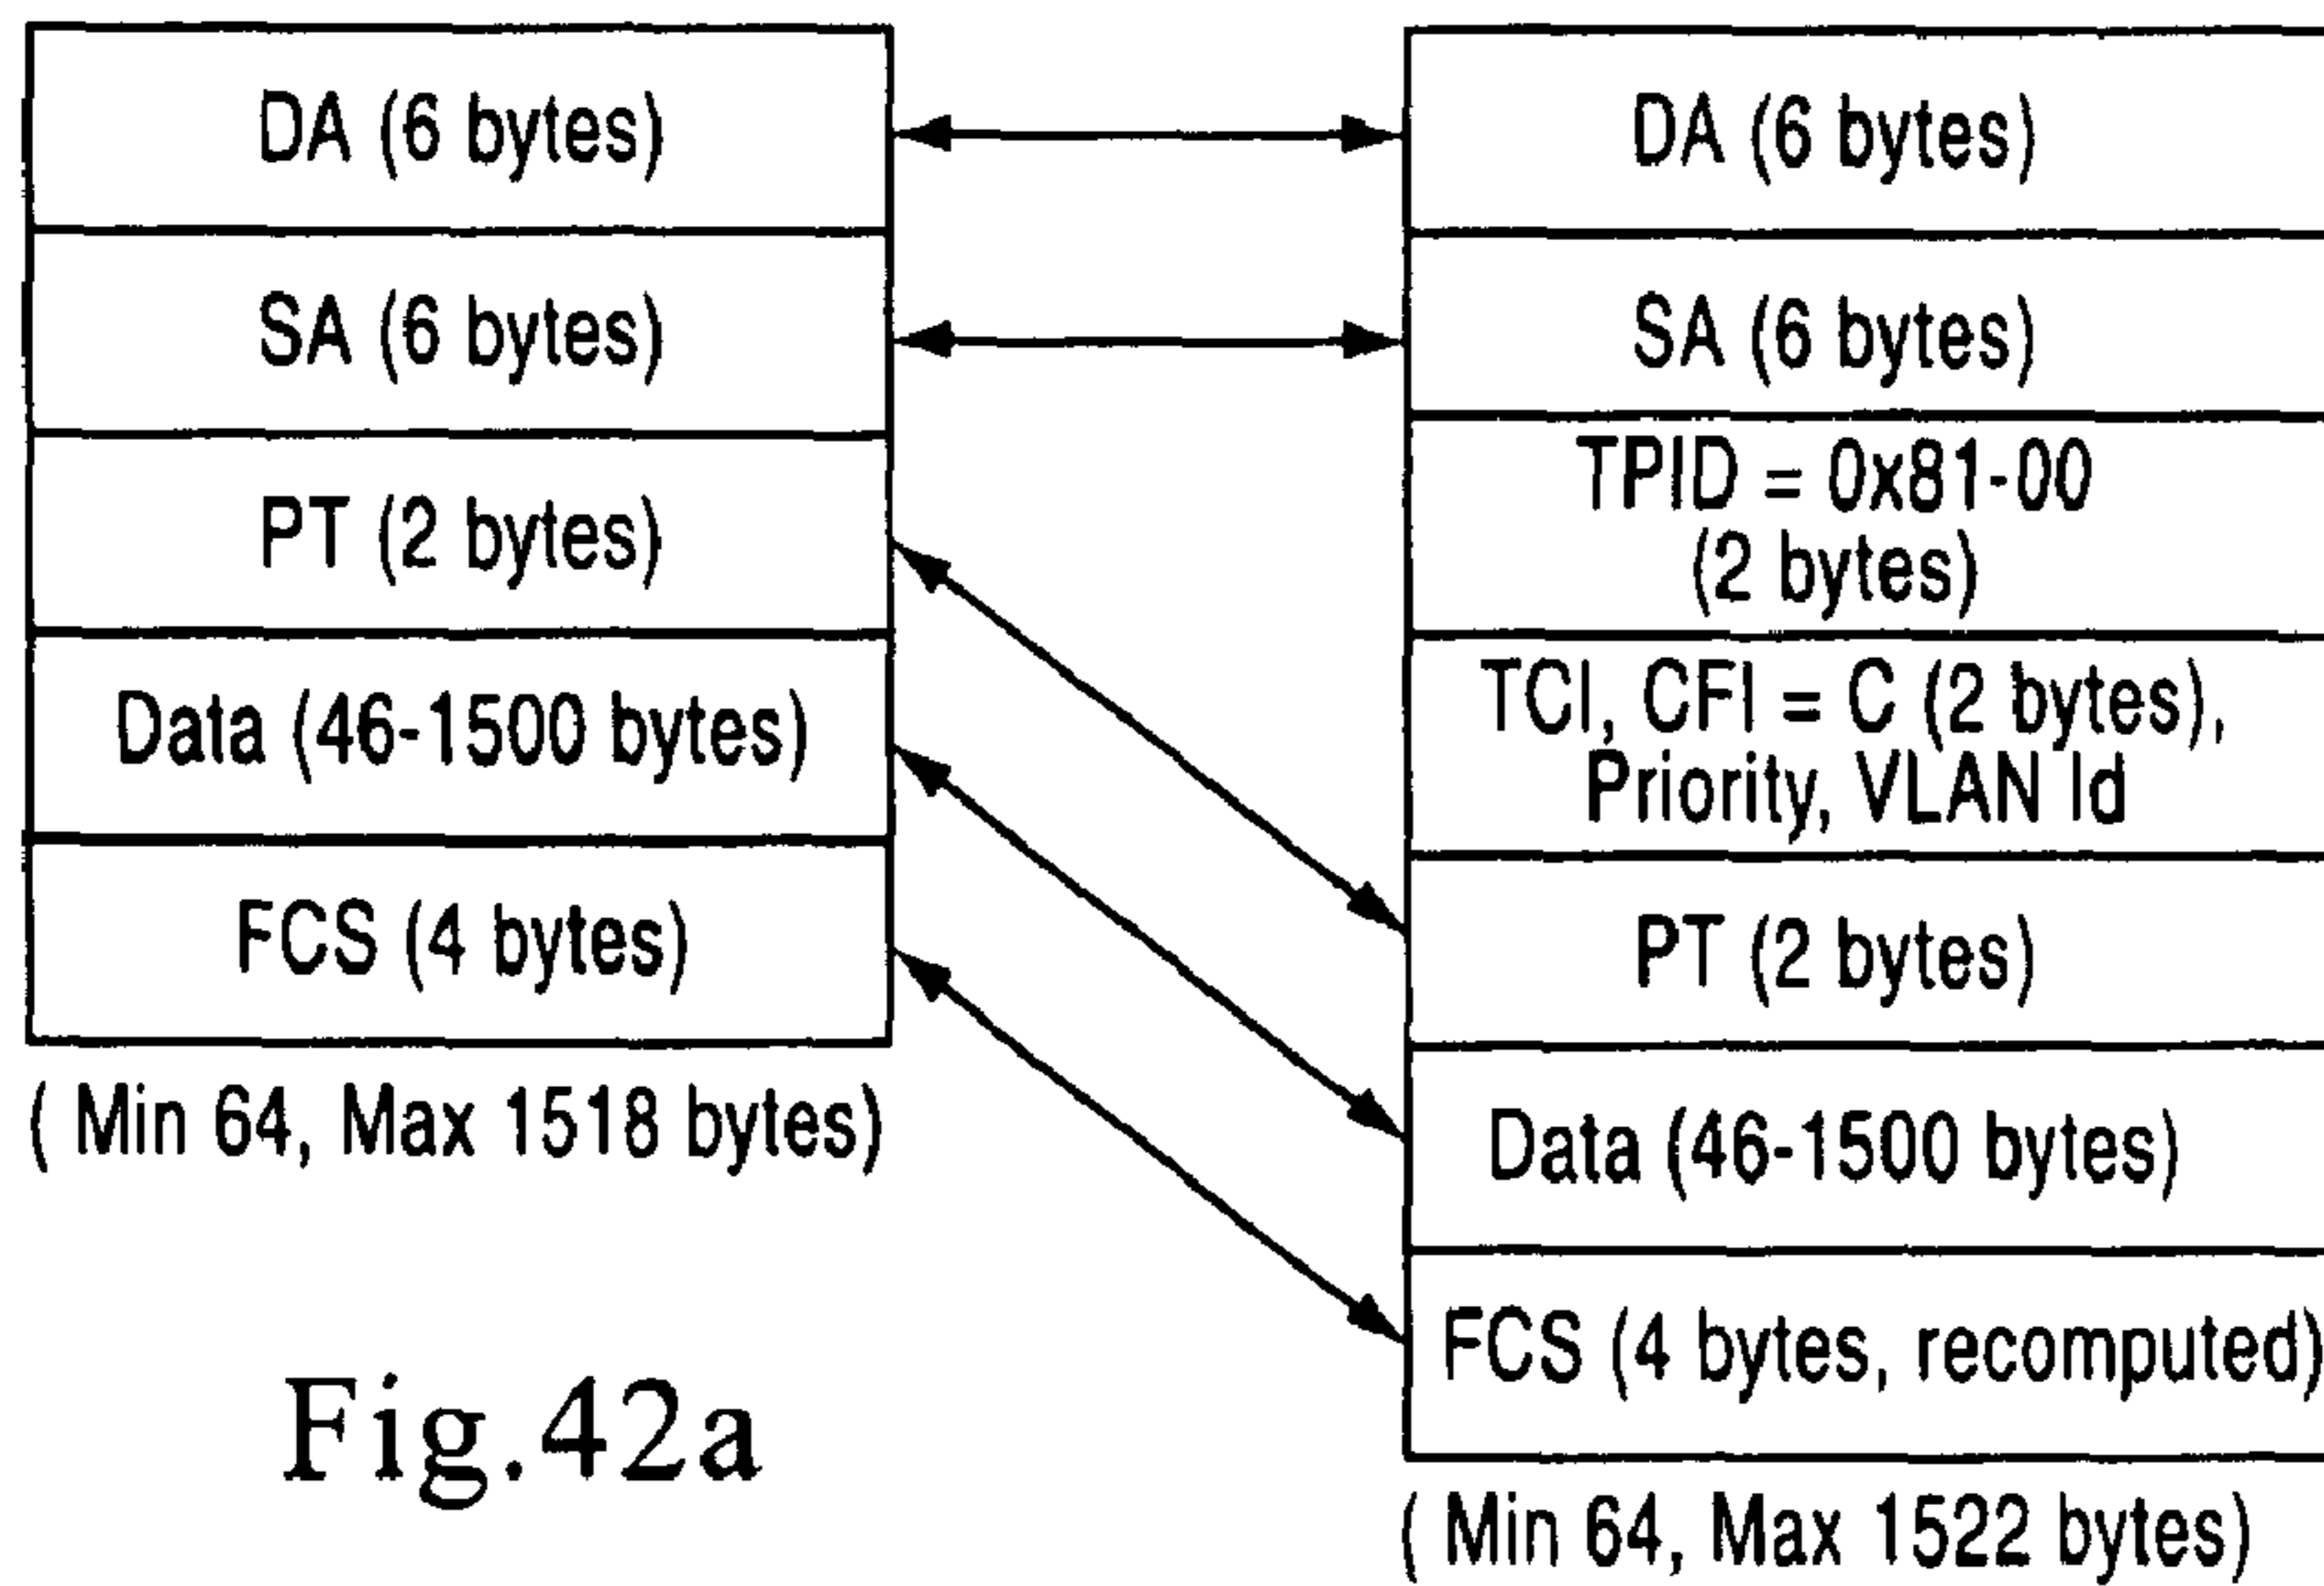 DA (6 bytes)
SA (6 bytes)
PT (2 bytes)
Data (46-1500 bytes)
FCS (4 bytes)
( Min 64, Max 1518 bytes)
Fig.42a
DA (6 bytes)
SA (6 bytes)
TPID = 0x81-00
(2 bytes)
TCI, CFI = C (2 bytes),
Priority, VLAN Id
PT (2 bytes)
Data (46-1500 bytes)
FCS (4 bytes, recomputed)
( Min 64, Max 1522 bytes)